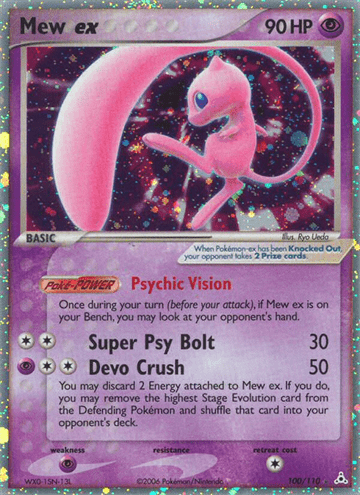 Mew ex 90 HP
BASIC
Illus. Ryo Ueda
When Pokémon-ex has been Knocked Out,
your opponent takes 2 Prize cards.
Poké-POWER Psychic Vision
Once during your turn (before your attack), if Mew ex is on
your Bench, you may look at your opponent's hand.
Super Psy Bolt 30
Devo Crush 50
You may discard 2 Energy attached to Mew ex. If you do,
you may remove the highest Stage Evolution card from
the Defending Pokémon and shuffle that card into your
opponent's deck.
weakness resistance retreat cost
WX0-1SN-13L ©2006 Pokémon/Nintendo. 100/110